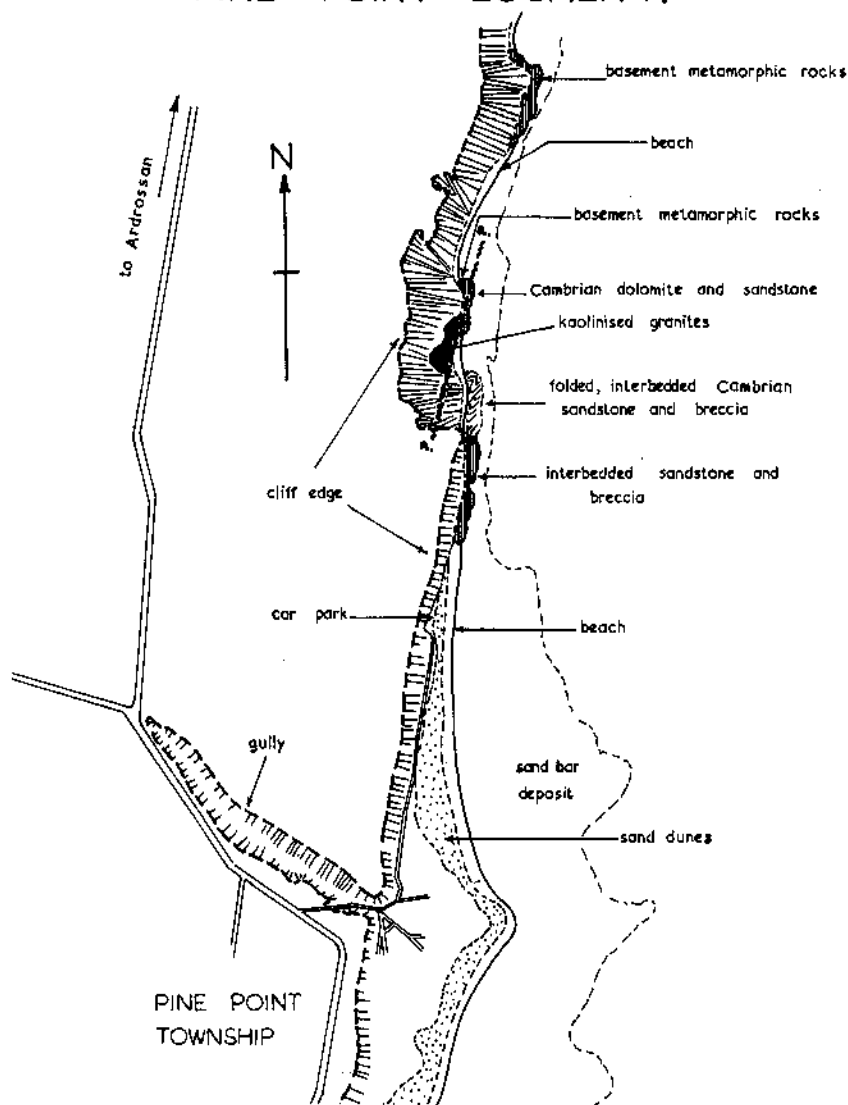 basement metamorphic rocks
beach
to Ardrossan
N
basement metamorphic rocks
Cambrian dolomite and sandstone
kaolinised granites
folded, interbedded Cambrian
sandstone and breccia
interbedded sandstone and
breccia
cliff edge
car park
beach
gully
sand bar
deposit
sand dunes
PINE POINT
TOWNSHIP